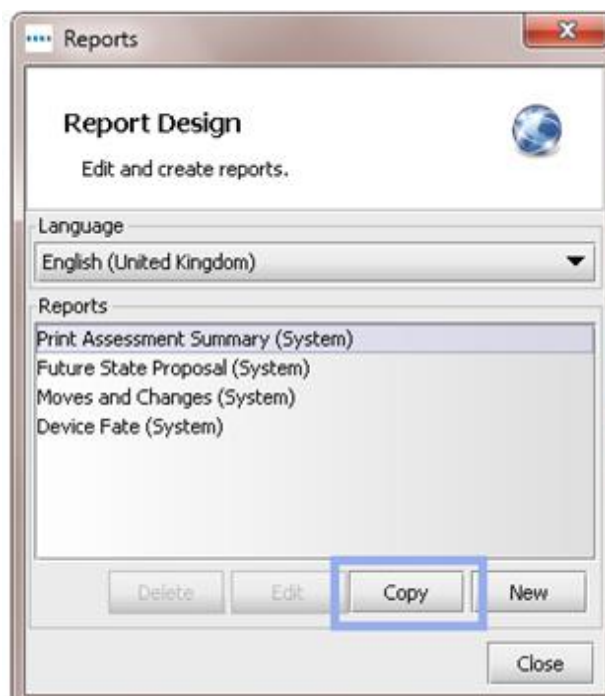 Reports
Report Design
Edit and create reports.
Language
English (United Kingdom)
Reports
Print Assessment Summary (System)
Future State Proposal (System)
Moves and Changes (System)
Device Fate (System)
Delete Edit Copy New
Close